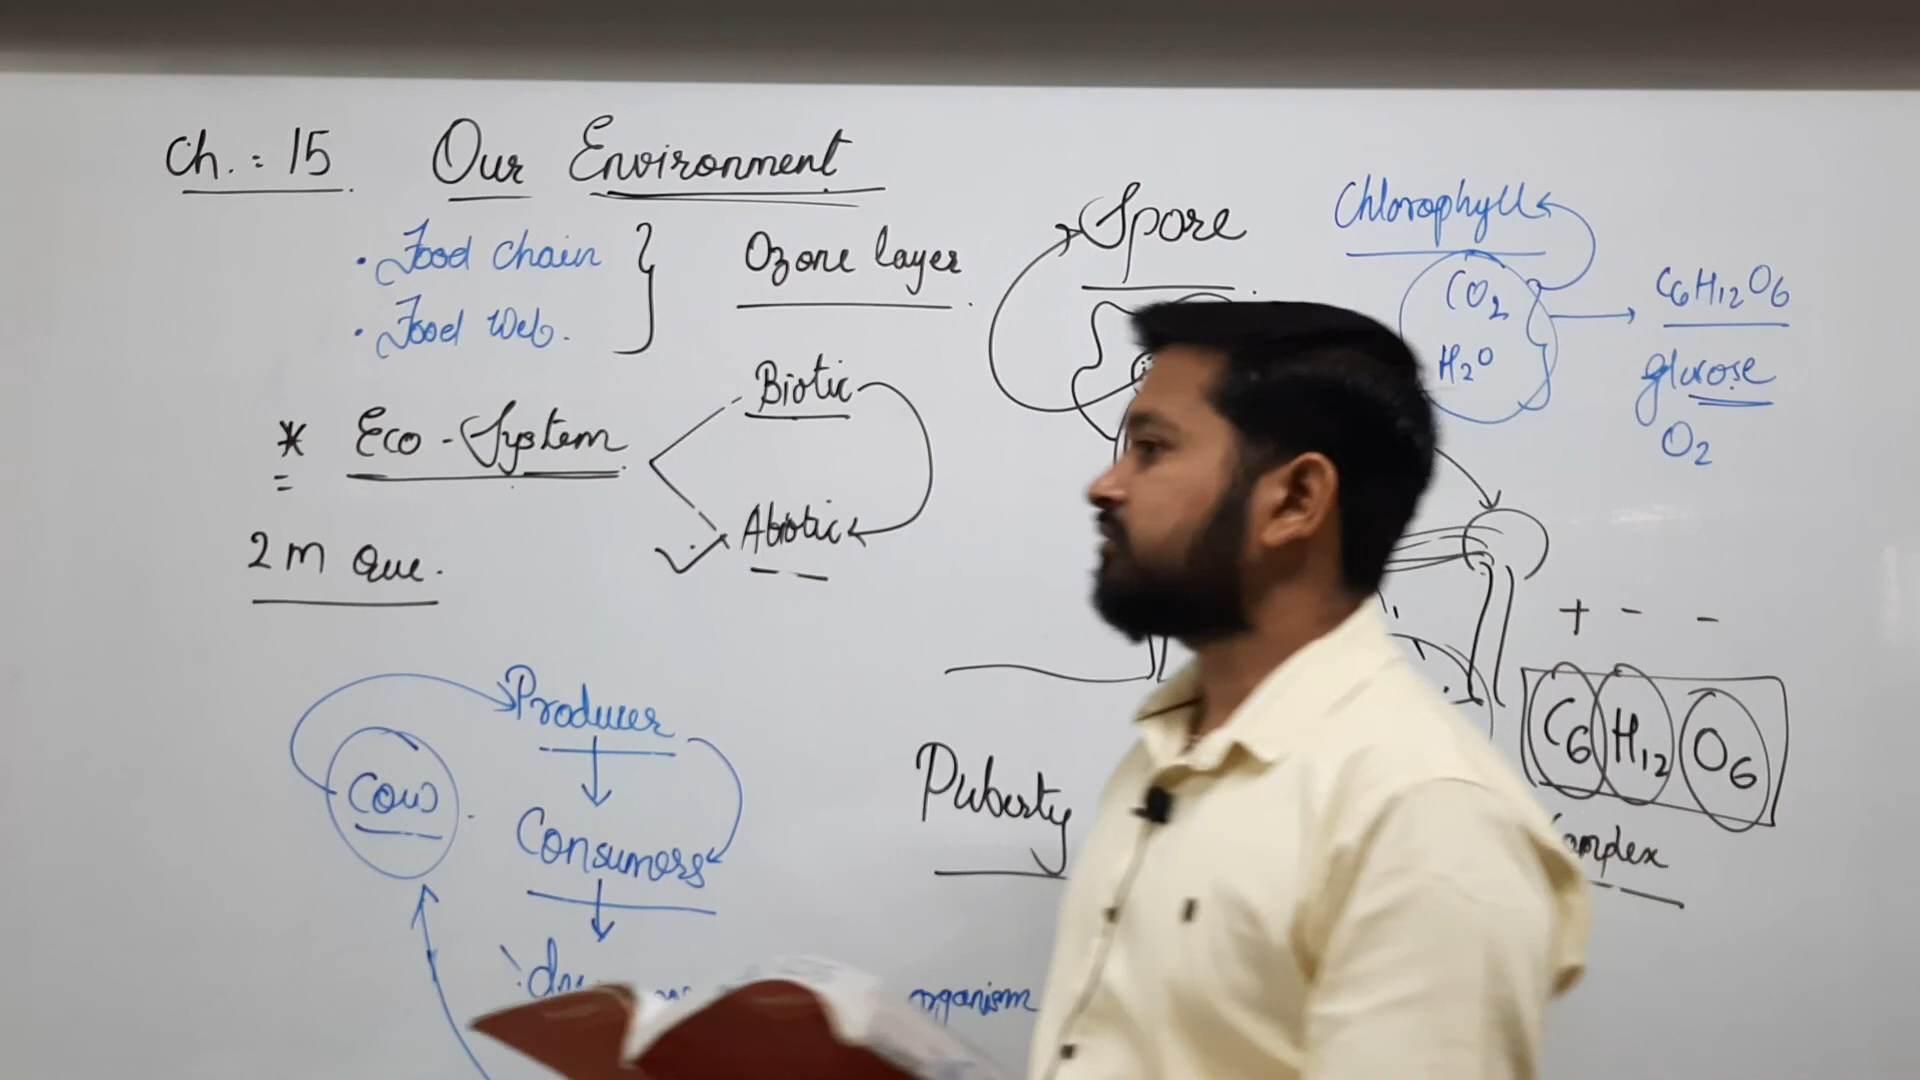 Ch. : 15 Our Environment
• Food chain
• Food Web.
Ozone layer
* Eco-System
Biotic
Abiotic
2 m Que.
Producer
Cow
Consumers
organism
Spore
Puberty
Chlorophyll
CO2
H2O
C6H12O6
glucose
O2
+ - -
C6 H12 O6